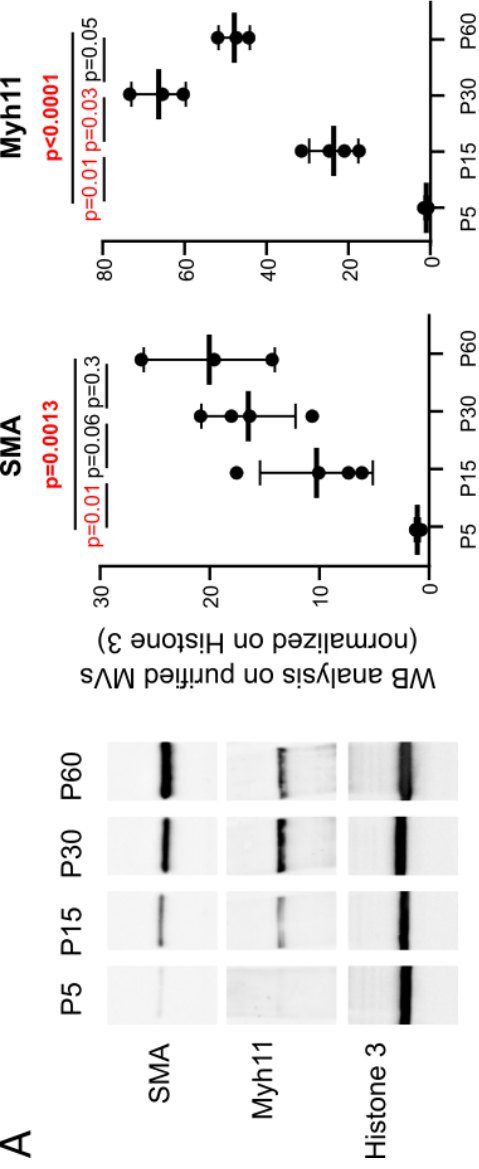 A
P5 P15 P30 P60
SMA
Myh11
Histone 3
WB analysis on purified MVs
(normalized on Histone 3)
SMA
p=0.0013
p=0.01 p=0.06 p=0.3
30
20
10
0
P5 P15 P30 P60
Myh11
p<0.0001
p=0.01 p=0.03 p=0.05
80
60
40
20
0
P5 P15 P30 P60